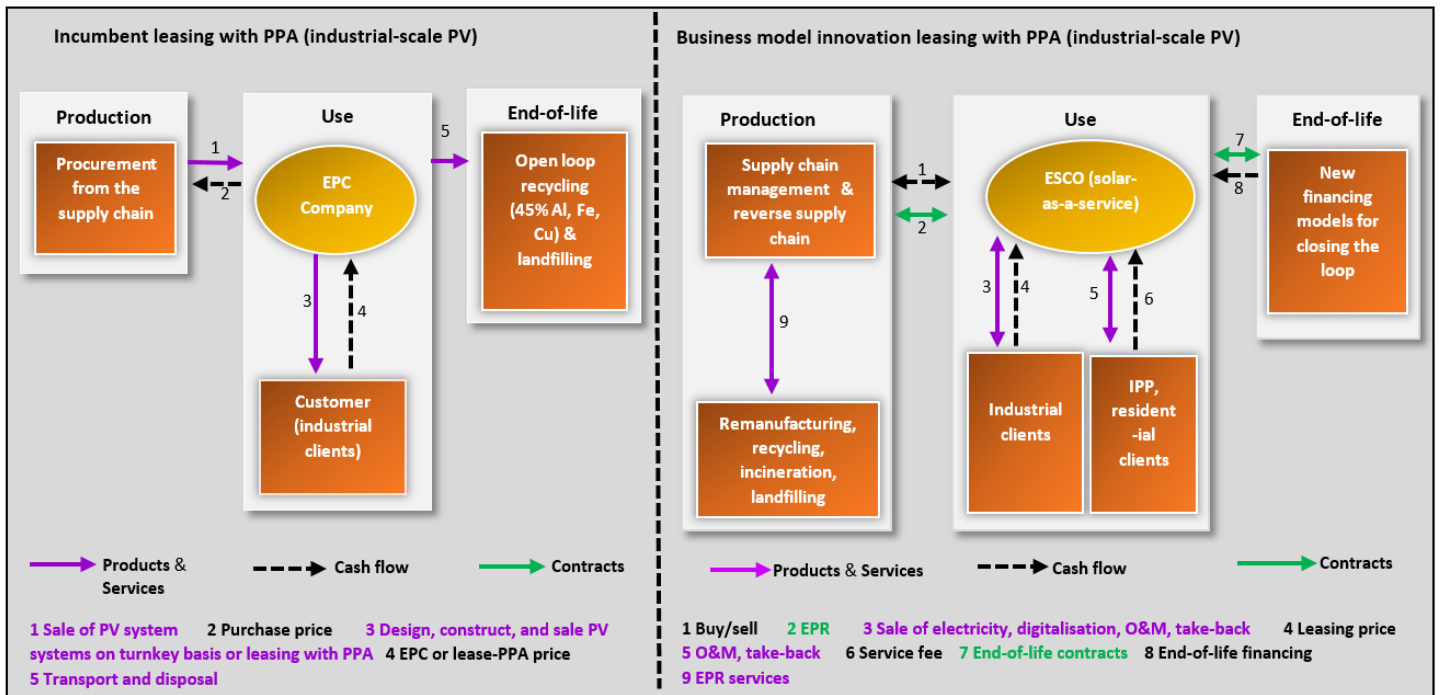 Incumbent leasing with PPA (industrial-scale PV)
Production
Procurement
from the
supply chain
1
2
Use
EPC
Company
3
4
Customer
(industrial
clients)
5
End-of-life
Open loop
recycling
(45% Al, Fe,
Cu) &
landfilling
Products &
Services
Cash flow
Contracts
1 Sale of PV system 2 Purchase price 3 Design, construct, and sale PV
systems on turnkey basis or leasing with PPA 4 EPC or lease-PPA price
5 Transport and disposal
Business model innovation leasing with PPA (industrial-scale PV)
Production
Supply chain
management & 
reverse supply
chain
9
Remanufacturing,
recycling,
incineration,
landfilling
1
2
Use
ESCO (solar-
as-a-service)
3
4
5
6
Industrial
clients
IPP,
resident
-ial
clients
7
8
End-of-life
New
financing
models for
closing the
loop
Products & Services
Cash flow
Contracts
1 Buy/sell 2 EPR 3 Sale of electricity, digitalisation, O&M, take-back 4 Leasing price
5 O&M, take-back 6 Service fee 7 End-of-life contracts 8 End-of-life financing
9 EPR services